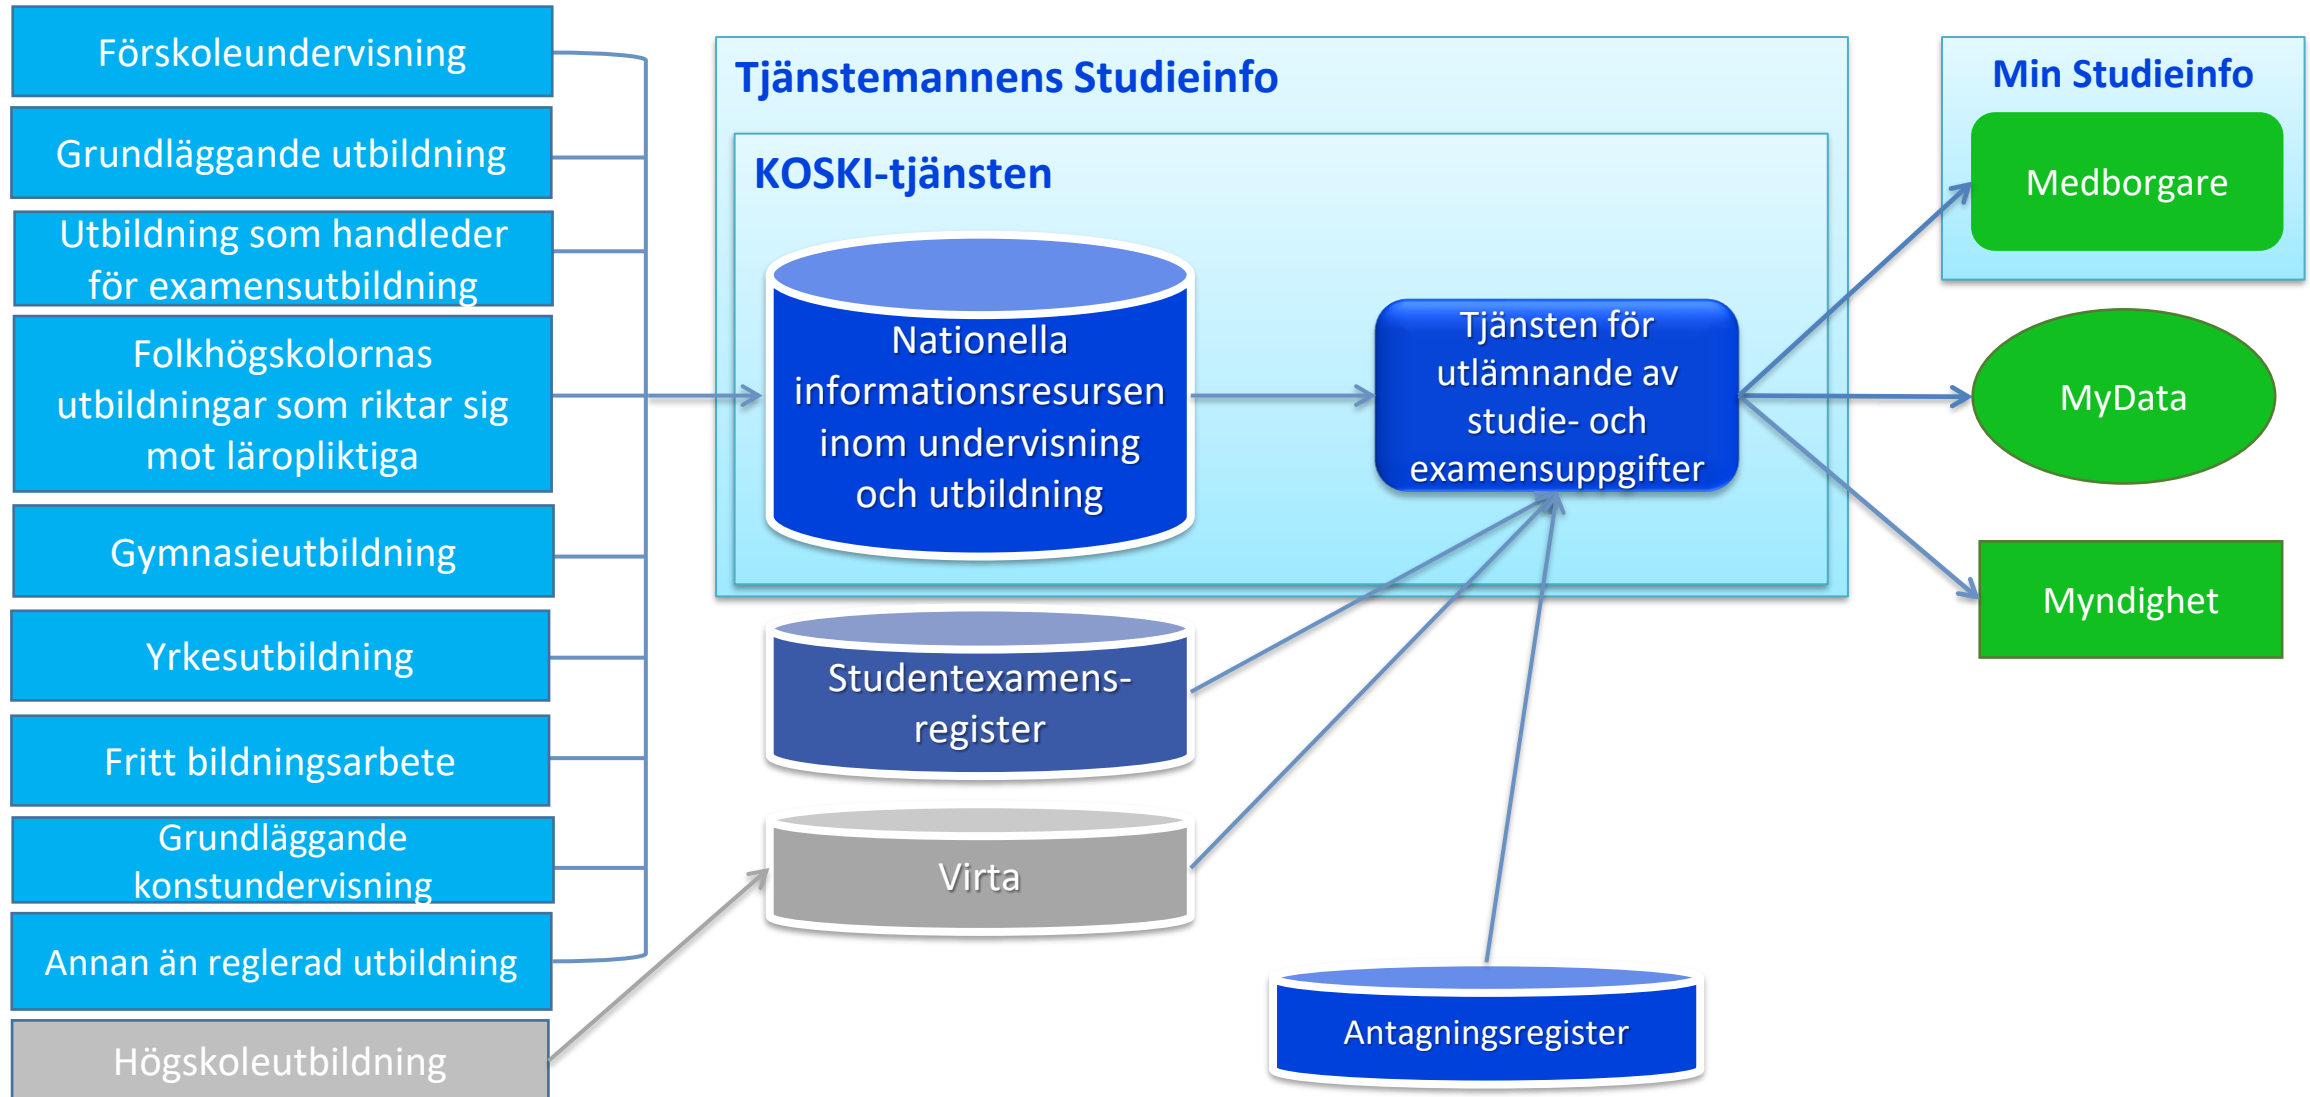 Förskoleundervisning
Grundläggande utbildning
Utbildning som handleder
för examensutbildning
Folkhögskolornas
utbildningar som riktar sig
mot läropliktiga
Gymnasieutbildning
Yrkesutbildning
Fritt bildningsarbete
Grundläggande
konstundervisning
Annan än reglerad utbildning
Högskoleutbildning
Tjänstemannens Studieinfo
KOSKI-tjänsten
Nationella
informationsresursen
inom undervisning
och utbildning
Tjänsten för
utlämnande av
studie- och
examensuppgifter
Studentexamens-
register
Virta
Antagningsregister
Min Studieinfo
Medborgare
MyData
Myndighet